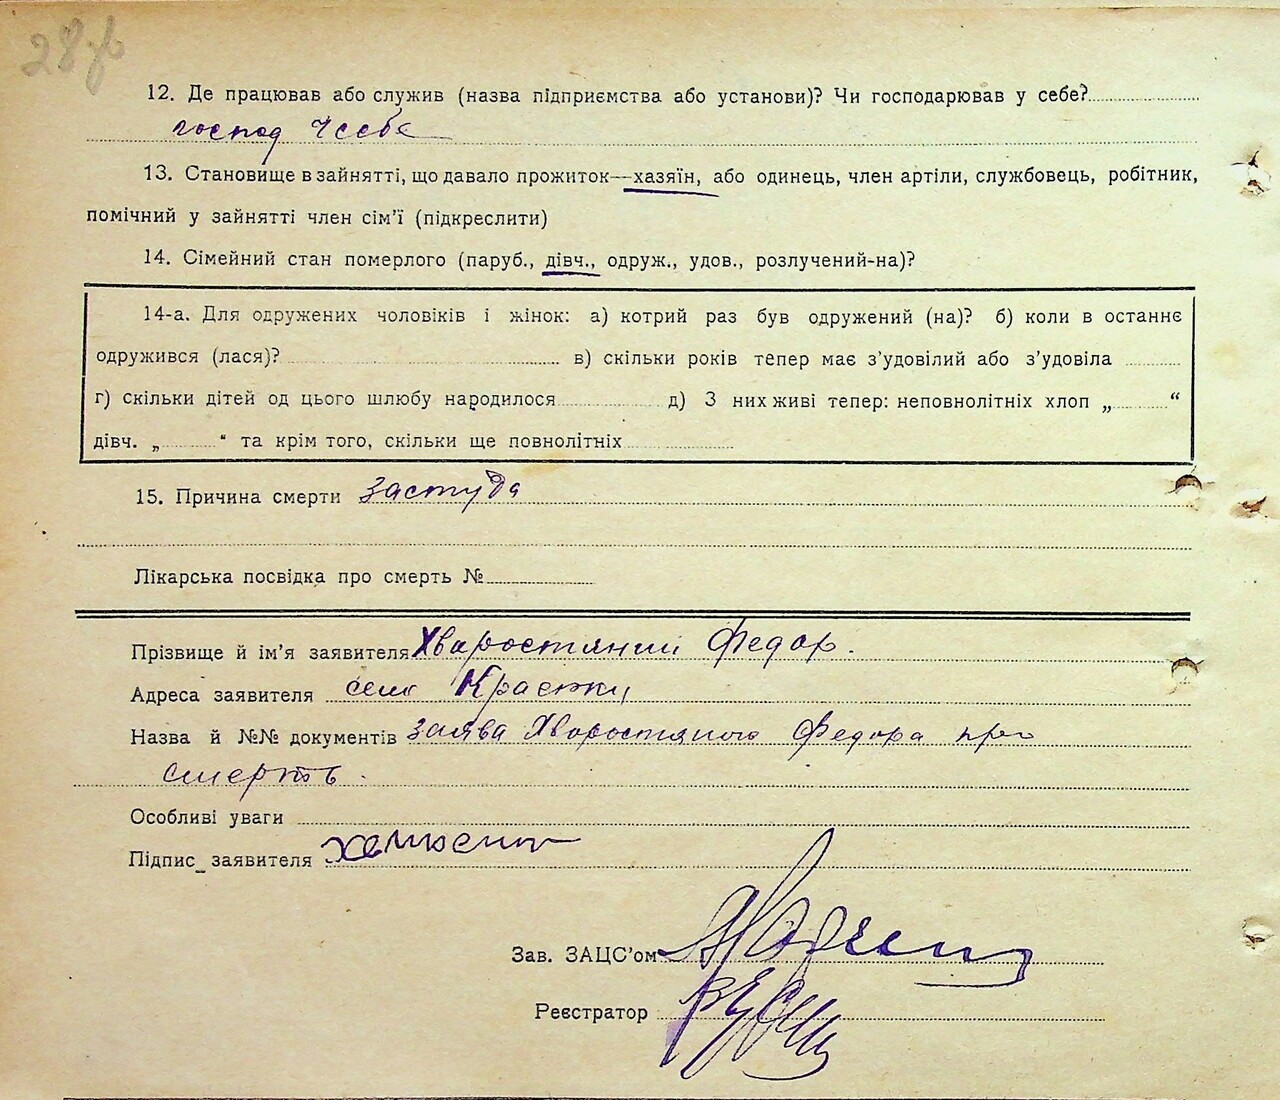 28зв
12. Де працював або служив (назва підприємства або установи)? Чи господарював у себе?
господ у себе
13. Становище в зайнятті, що давало прожиток—хазяїн, або одинець, член артіли, службовець, робітник,
помічний у зайнятті член сім'ї (підкреслити)
14. Сімейний стан померлого (паруб., дівч., одруж., удов., розлучений-на)?
14-а. Для одружених чоловіків і жінок: а) котрий раз був одружений (на)? б) коли в останнє
одружився (лася)? в) скільки років тепер має з'удовілий або з'удовіла
г) скільки дітей од цього шлюбу народилося д) З них живі тепер: неповнолітніх хлоп „ “
дівч. „ “ та крім того, скільки ще повнолітніх
15. Причина смерти застуда
Лікарська посвідка про смерть №
Прізвище й ім'я заявителя Хваростяний Федор.
Адреса заявителя село
Назва й №№ документів заява Хворостяного Федора про
смерть.
Особливі уваги
Підпис заявителя
Зав. ЗАЦС'ом
Реєстратор